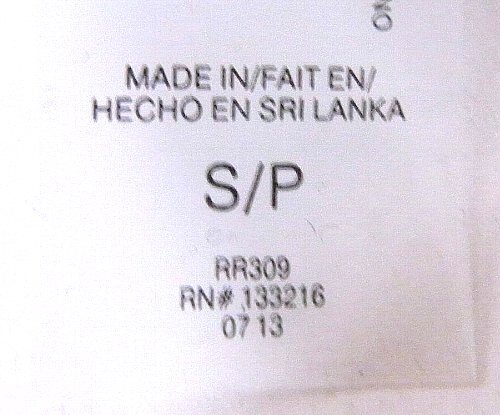 MADE IN/FAIT EN/
HECHO EN SRI LANKA
S/P
RR309
RN# 133216
07 13